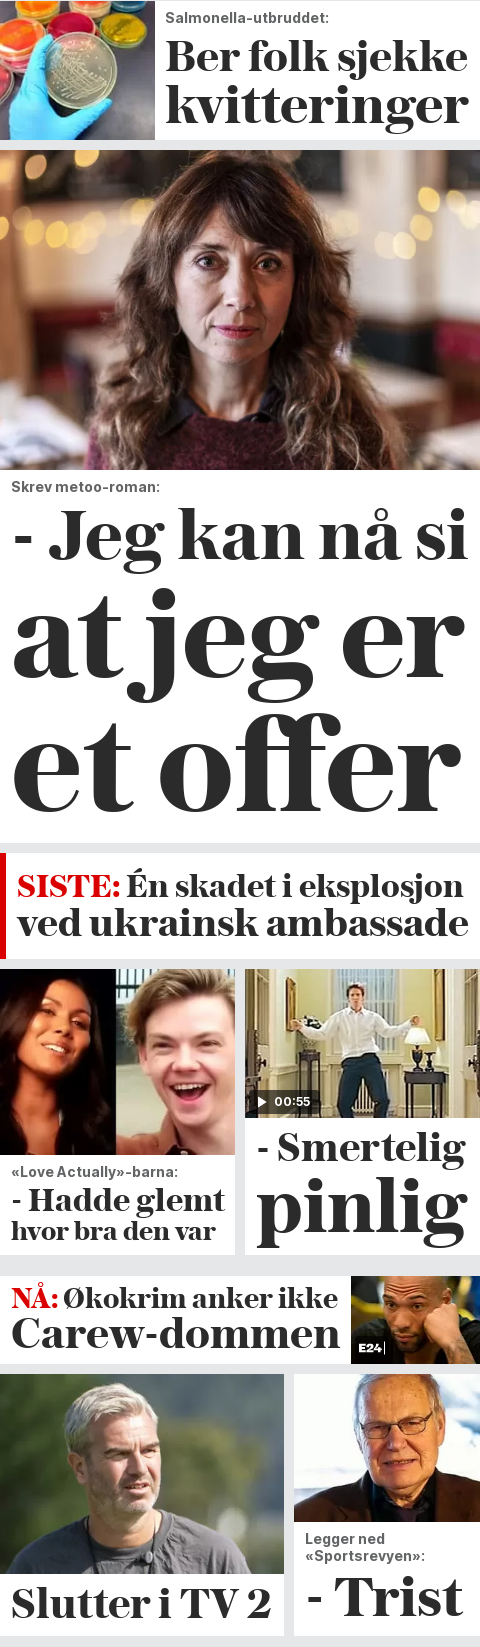 Salmonella-utbruddet:
Ber folk sjekke
kvitteringer
Skrev metoo-roman:
- Jeg kan nå si
at jeg er
et offer
SISTE: Én skadet i eksplosjon
ved ukrainsk ambassade
«Love Actually»-barna:
- Hadde glemt
hvor bra den var
00:55
- Smertelig
pinlig
NÅ: Økokrim anker ikke
Carew-dommen
E24
Slutter i TV 2
Legger ned
«Sportsrevyen»:
- Trist